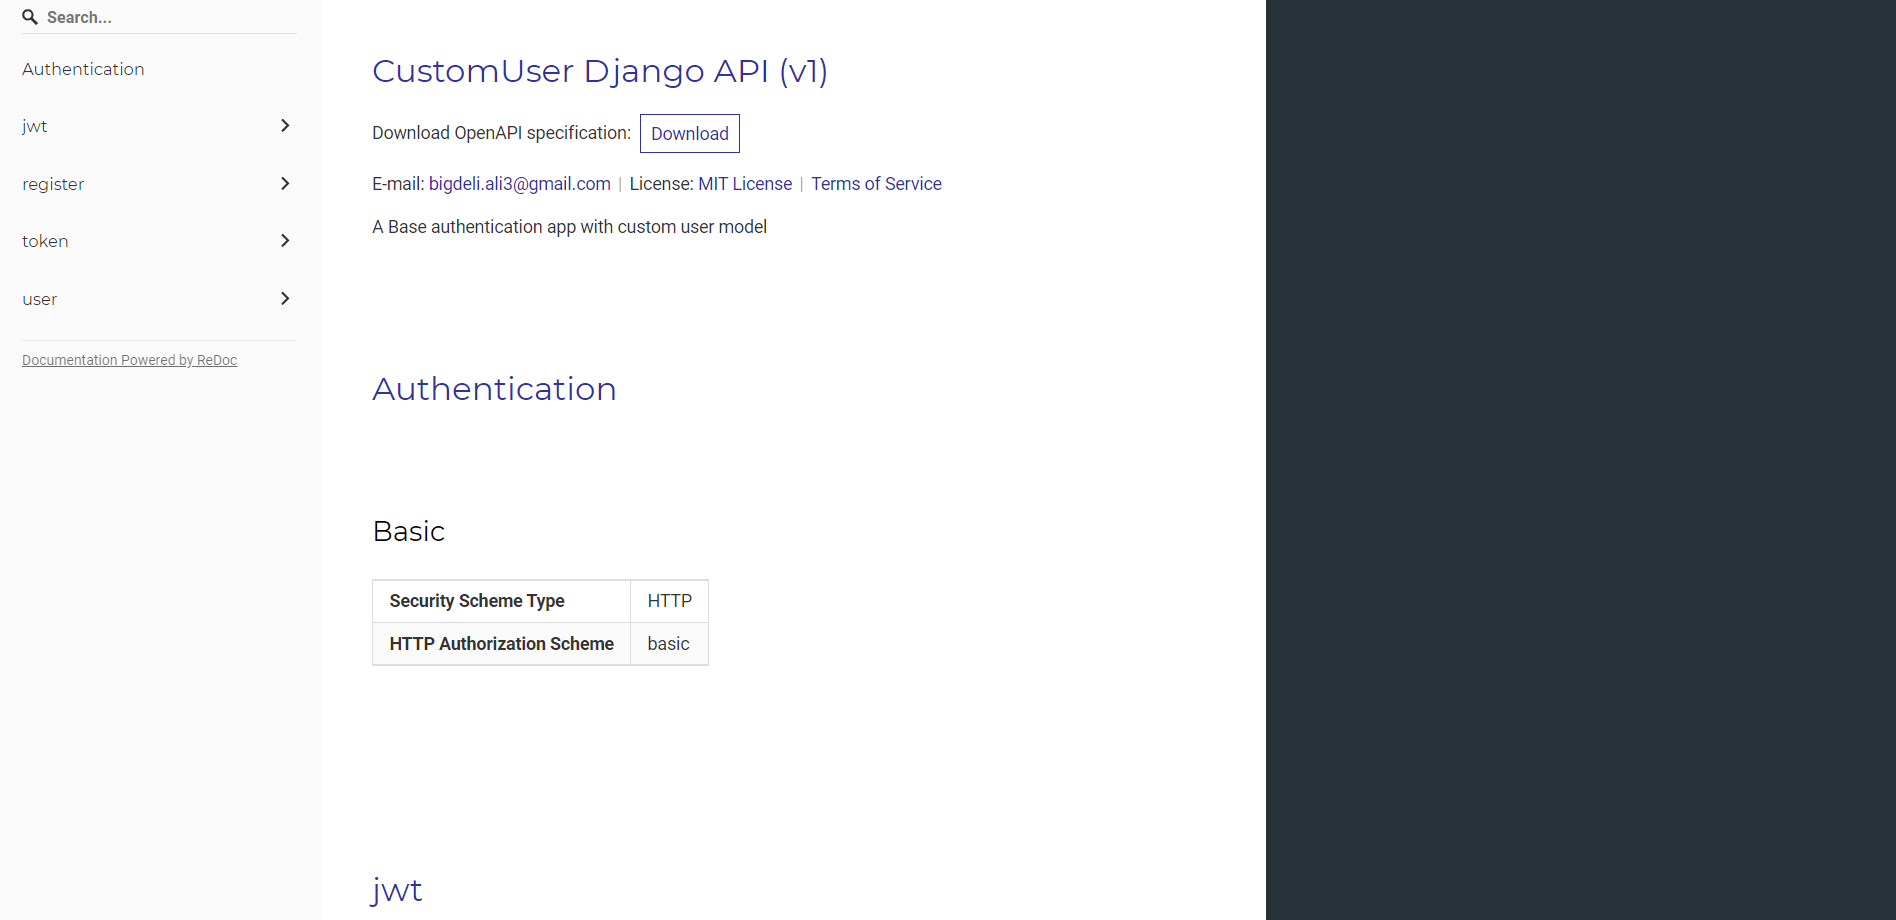 Search...
Authentication
jwt
register
token
user
Documentation Powered by ReDoc
CustomUser Django API (v1)
Download OpenAPI specification: Download
E-mail: bigdeli.ali3@gmail.com | License: MIT License | Terms of Service
A Base authentication app with custom user model
Authentication
Basic
Security Scheme Type HTTP
HTTP Authorization Scheme basic
jwt